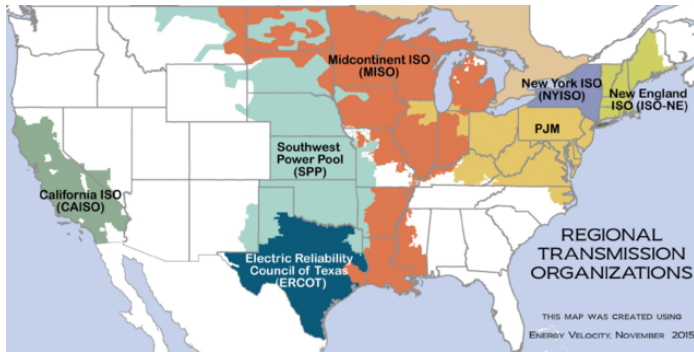 Midcontinent ISO
(MISO)
New York ISO
(NYISO)
New England
ISO (ISO-NE)
PJM
Southwest
Power Pool
(SPP)
California ISO
(CAISO)
Electric Reliability
Council of Texas
(ERCOT)
REGIONAL
TRANSMISSION
ORGANIZATIONS
THIS MAP WAS CREATED USING
ENERGY VELOCITY, NOVEMBER 2015